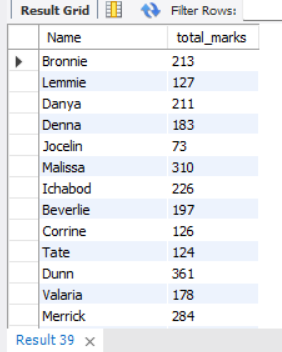 Result Grid Filter Rows:
Name total_marks
Bronnie 213
Lemmie 127
Danya 211
Denna 183
Jocelin 73
Malissa 310
Ichabod 226
Beverlie 197
Corrine 126
Tate 124
Dunn 361
Valaria 178
Merrick 284
Result 39 ×